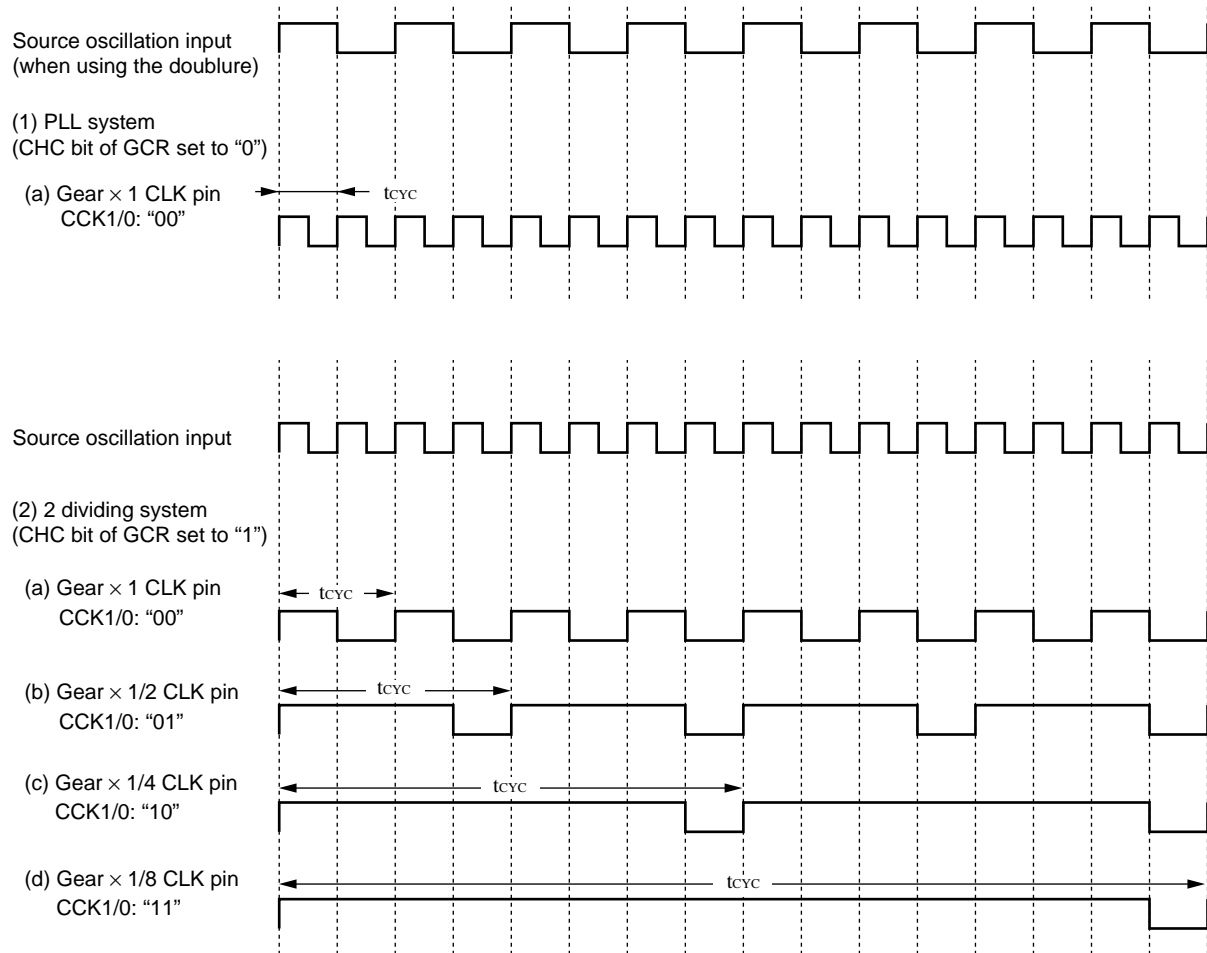 Source oscillation input
(when using the doublure)
(1) PLL system
(CHC bit of GCR set to “0”)
(a) Gear × 1 CLK pin
CCK1/0: “00”
tCYC
Source oscillation input
(2) 2 dividing system
(CHC bit of GCR set to “1”)
(a) Gear × 1 CLK pin
CCK1/0: “00”
tCYC
(b) Gear × 1/2 CLK pin
CCK1/0: “01”
tCYC
(c) Gear × 1/4 CLK pin
CCK1/0: “10”
tCYC
(d) Gear × 1/8 CLK pin
CCK1/0: “11”
tCYC